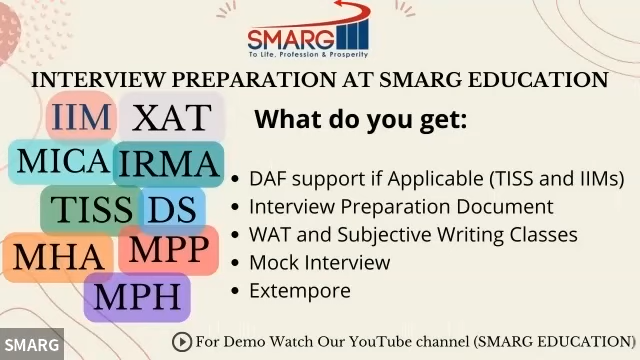 SMARG
To Life, Profession & Prosperity
INTERVIEW PREPARATION AT SMARG EDUCATION
IIM XAT
MICA IRMA
TISS DS
MHA MPP
MPH
What do you get:
• DAF support if Applicable (TISS and IIMs)
• Interview Preparation Document
• WAT and Subjective Writing Classes
• Mock Interview
• Extempore
SMARG
For Demo Watch Our YouTube channel (SMARG EDUCATION)